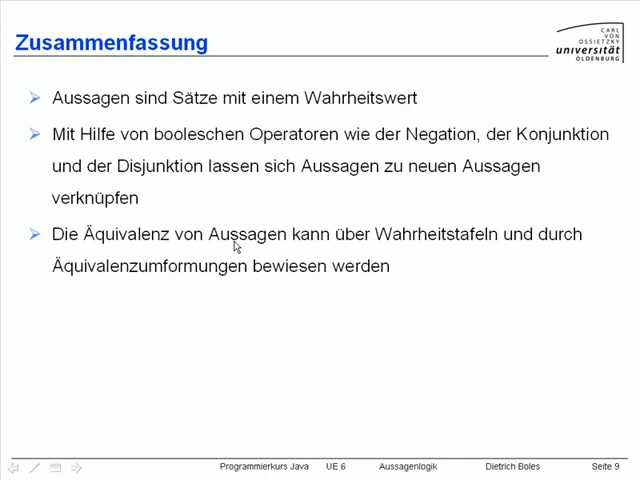 Zusammenfassung
CARL
VON
OSSIETZKY
universität
OLDENBURG
Aussagen sind Sätze mit einem Wahrheitswert
Mit Hilfe von booleschen Operatoren wie der Negation, der Konjunktion
und der Disjunktion lassen sich Aussagen zu neuen Aussagen
verknüpfen
Die Äquivalenz von Aussagen kann über Wahrheitstafeln und durch
Äquivalenzumformungen bewiesen werden
Programmierkurs Java UE 6 Aussagenlogik Dietrich Boles Seite 9